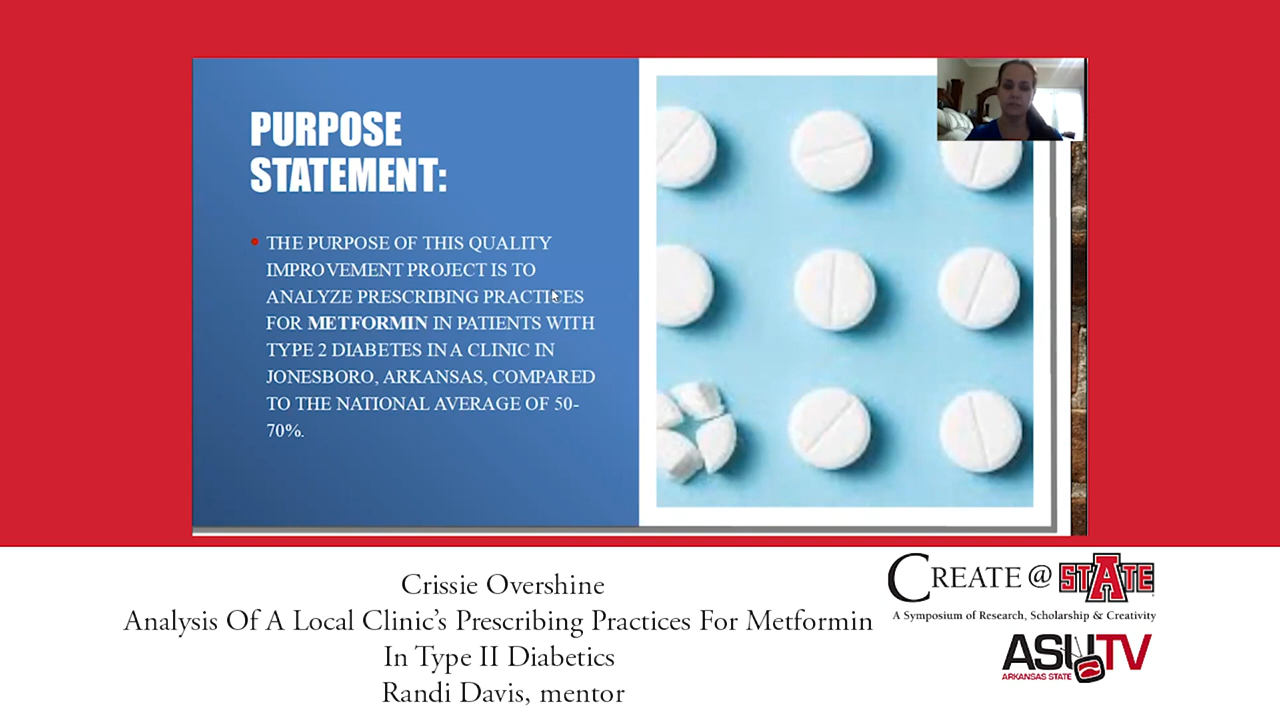 PURPOSE
STATEMENT:
• THE PURPOSE OF THIS QUALITY
IMPROVEMENT PROJECT IS TO
ANALYZE PRESCRIBING PRACTICES
FOR METFORMIN IN PATIENTS WITH
TYPE 2 DIABETES IN A CLINIC IN
JONESBORO, ARKANSAS, COMPARED
TO THE NATIONAL AVERAGE OF 50-
70%.
Crissie Overshine
Analysis Of A Local Clinic's Prescribing Practices For Metformin
In Type II Diabetics
Randi Davis, mentor
CREATE @ STATE
A Symposium of Research, Scholarship & Creativity
ASUTV
ARKANSAS STATE